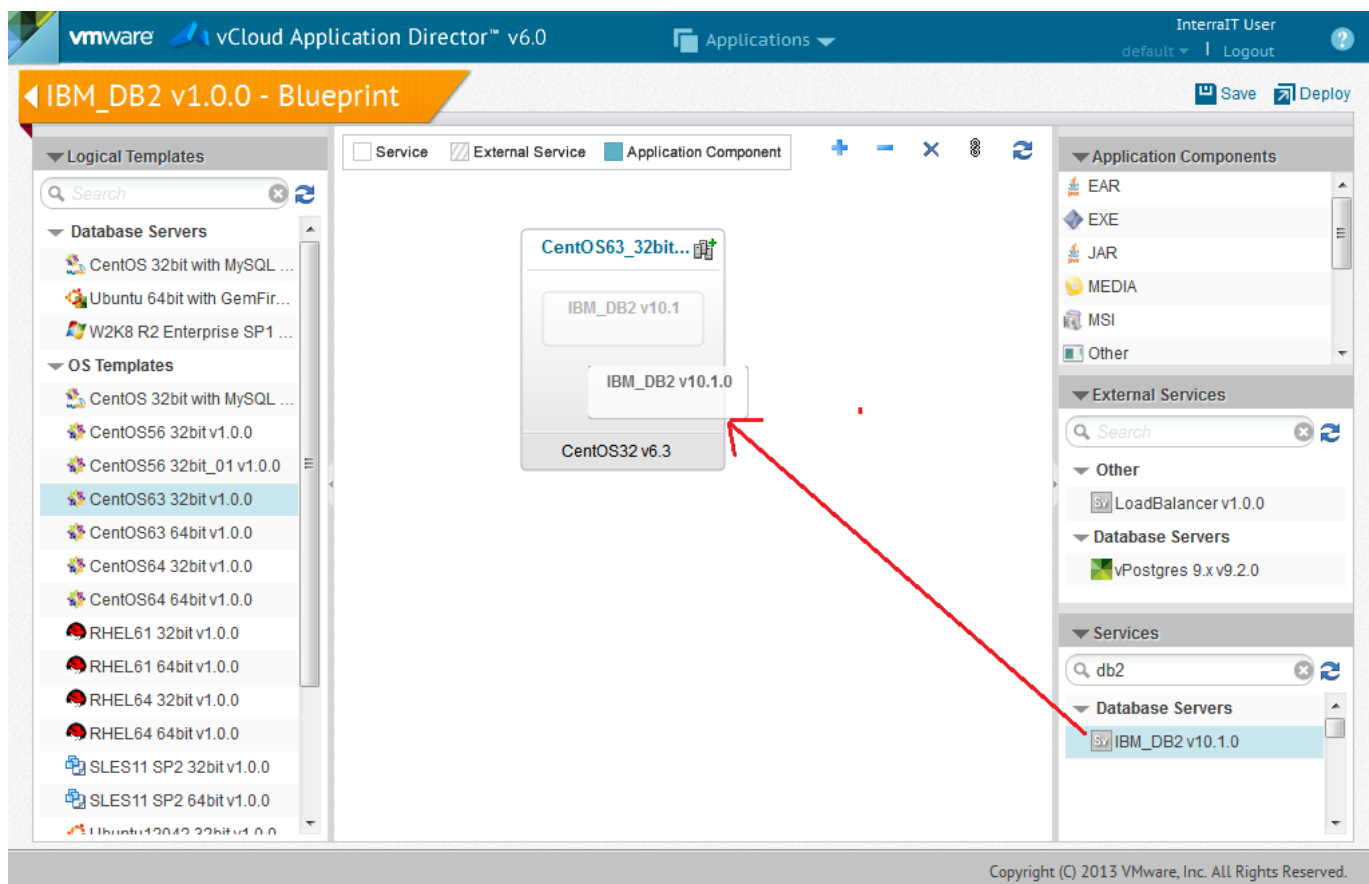 vmware vCloud Application Director™ v6.0
Applications
InterraIT User
default | Logout
?
IBM_DB2 v1.0.0 - Blueprint
Save Deploy
Logical Templates
Search
Database Servers
CentOS 32bit with MySQL ...
Ubuntu 64bit with GemFir...
W2K8 R2 Enterprise SP1 ...
OS Templates
CentOS 32bit with MySQL ...
CentOS56 32bit v1.0.0
CentOS56 32bit_01 v1.0.0
CentOS63 32bit v1.0.0
CentOS63 64bit v1.0.0
CentOS64 32bit v1.0.0
CentOS64 64bit v1.0.0
RHEL61 32bit v1.0.0
RHEL61 64bit v1.0.0
RHEL64 32bit v1.0.0
RHEL64 64bit v1.0.0
SLES11 SP2 32bit v1.0.0
SLES11 SP2 64bit v1.0.0
Ubuntu12042 32bit v1.0.0
Service External Service Application Component
CentOS63_32bit...
IBM_DB2 v10.1
IBM_DB2 v10.1.0
CentOS32 v6.3
Application Components
EAR
EXE
JAR
MEDIA
MSI
Other
External Services
Search
Other
Sv LoadBalancer v1.0.0
Database Servers
vPostgres 9.x v9.2.0
Services
db2
Database Servers
Sv IBM_DB2 v10.1.0
Copyright (C) 2013 VMware, Inc. All Rights Reserved.